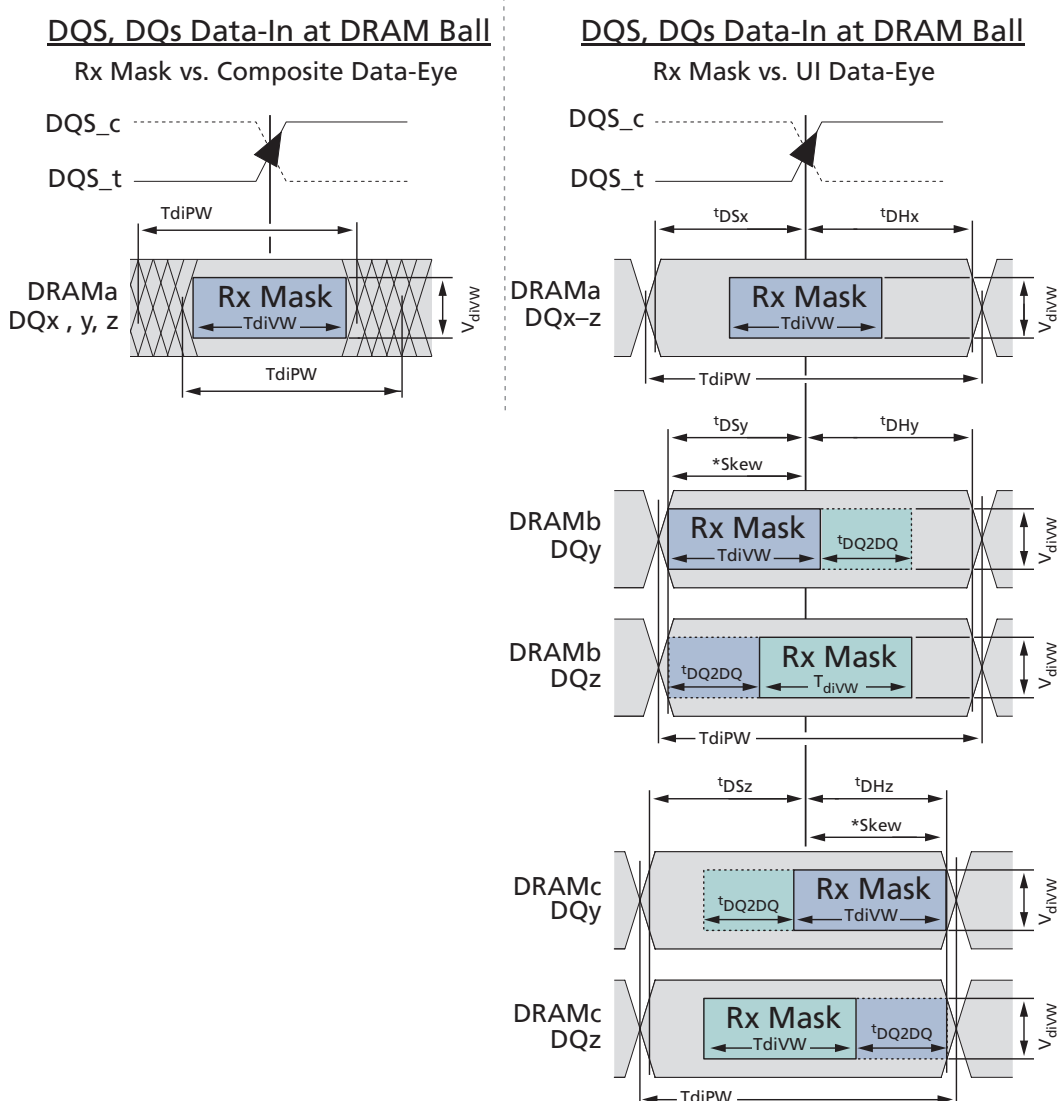 DQS, DQs Data-In at DRAM Ball
Rx Mask vs. Composite Data-Eye
DQS_c
DQS_t
TdiPW
DRAMa
DQx , y, z
Rx Mask
TdiVW
VdiVW
TdiPW
DQS, DQs Data-In at DRAM Ball
Rx Mask vs. UI Data-Eye
DQS_c
DQS_t
tDSx
tDHx
DRAMa
DQx–z
Rx Mask
TdiVW
VdiVW
TdiPW
tDSy
tDHy
*Skew
DRAMb
DQy
Rx Mask
TdiVW
tDQ2DQ
VdiVW
DRAMb
DQz
tDQ2DQ
Rx Mask
TdiVW
VdiVW
TdiPW
tDSz
tDHz
*Skew
DRAMc
DQy
tDQ2DQ
Rx Mask
TdiVW
VdiVW
DRAMc
DQz
Rx Mask
TdiVW
tDQ2DQ
VdiVW
TdiPW